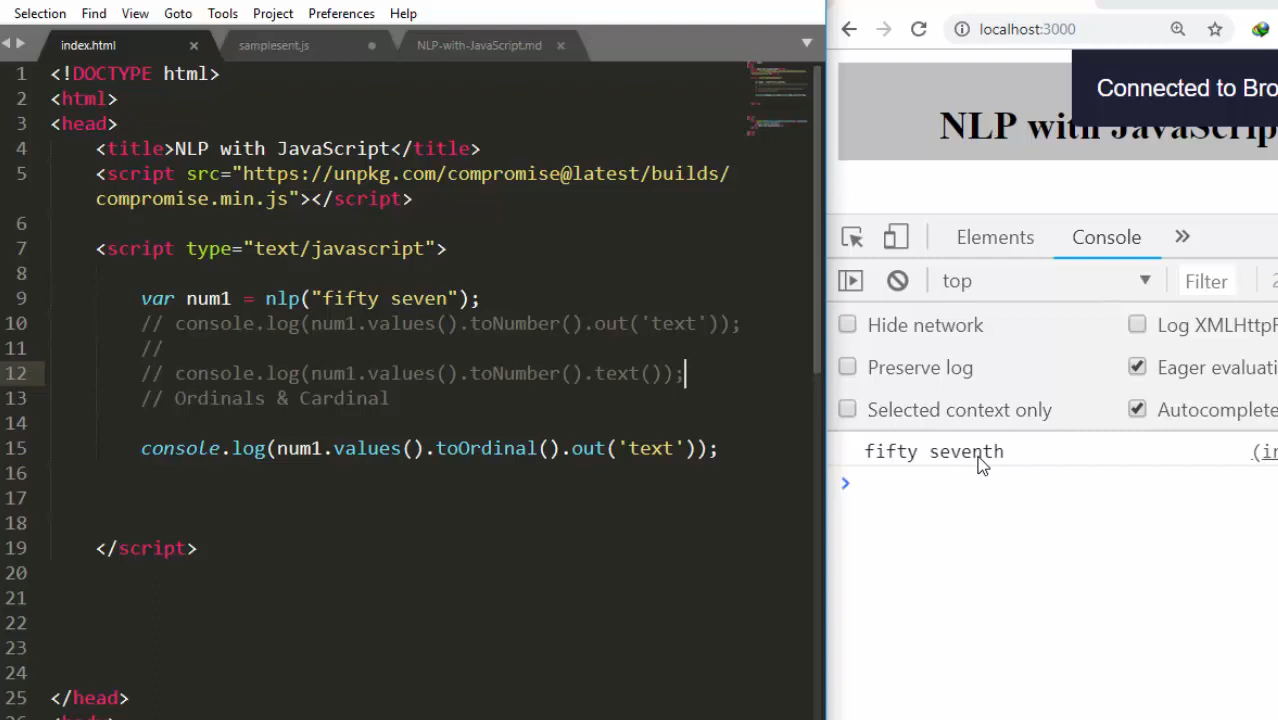 Selection Find View Goto Tools Project Preferences Help
index.html × samplesent.js NLP-with-JavaScript.md ×
1 <!DOCTYPE html>
2 <html>
3 <head>
4 <title>NLP with JavaScript</title>
5 <script src="https://unpkg.com/compromise@latest/builds/
compromise.min.js"></script>
6
7 <script type="text/javascript">
8
9 var num1 = nlp("fifty seven");
10 // console.log(num1.values().toNumber().out('text'));
11 //
12 // console.log(num1.values().toNumber().text());
13 // Ordinals & Cardinal
14
15 console.log(num1.values().toOrdinal().out('text'));
16
17
18
19 </script>
20
21
22
23
24
25 </head>
localhost:3000
Connected to Bro
NLP with JavaScrip
Elements Console »
top Filter
Hide network Log XMLHttpR
Preserve log Eager evaluati
Selected context only Autocomplete
fifty seventh (in